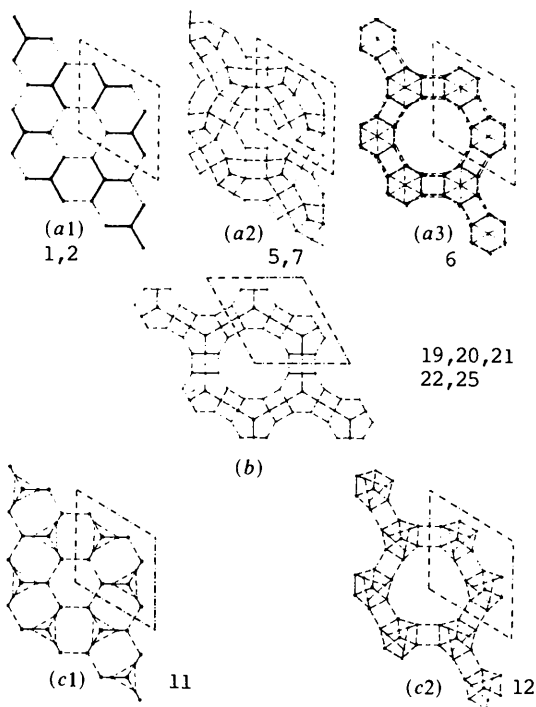 (a1)
1,2
(a2)
5,7
(a3)
6
19,20,21
22,25
(b)
(c1)
11
(c2)
12